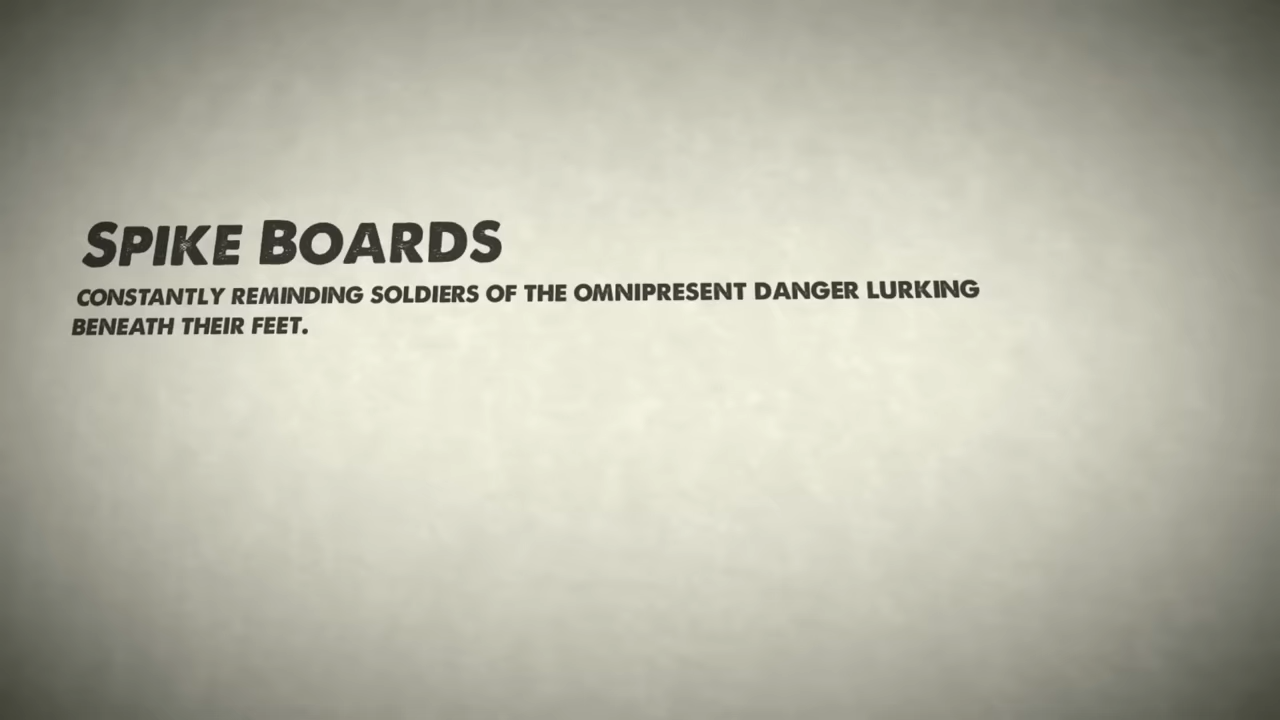 Spike Boards
constantly reminding soldiers of the omnipresent danger lurking
beneath their feet.